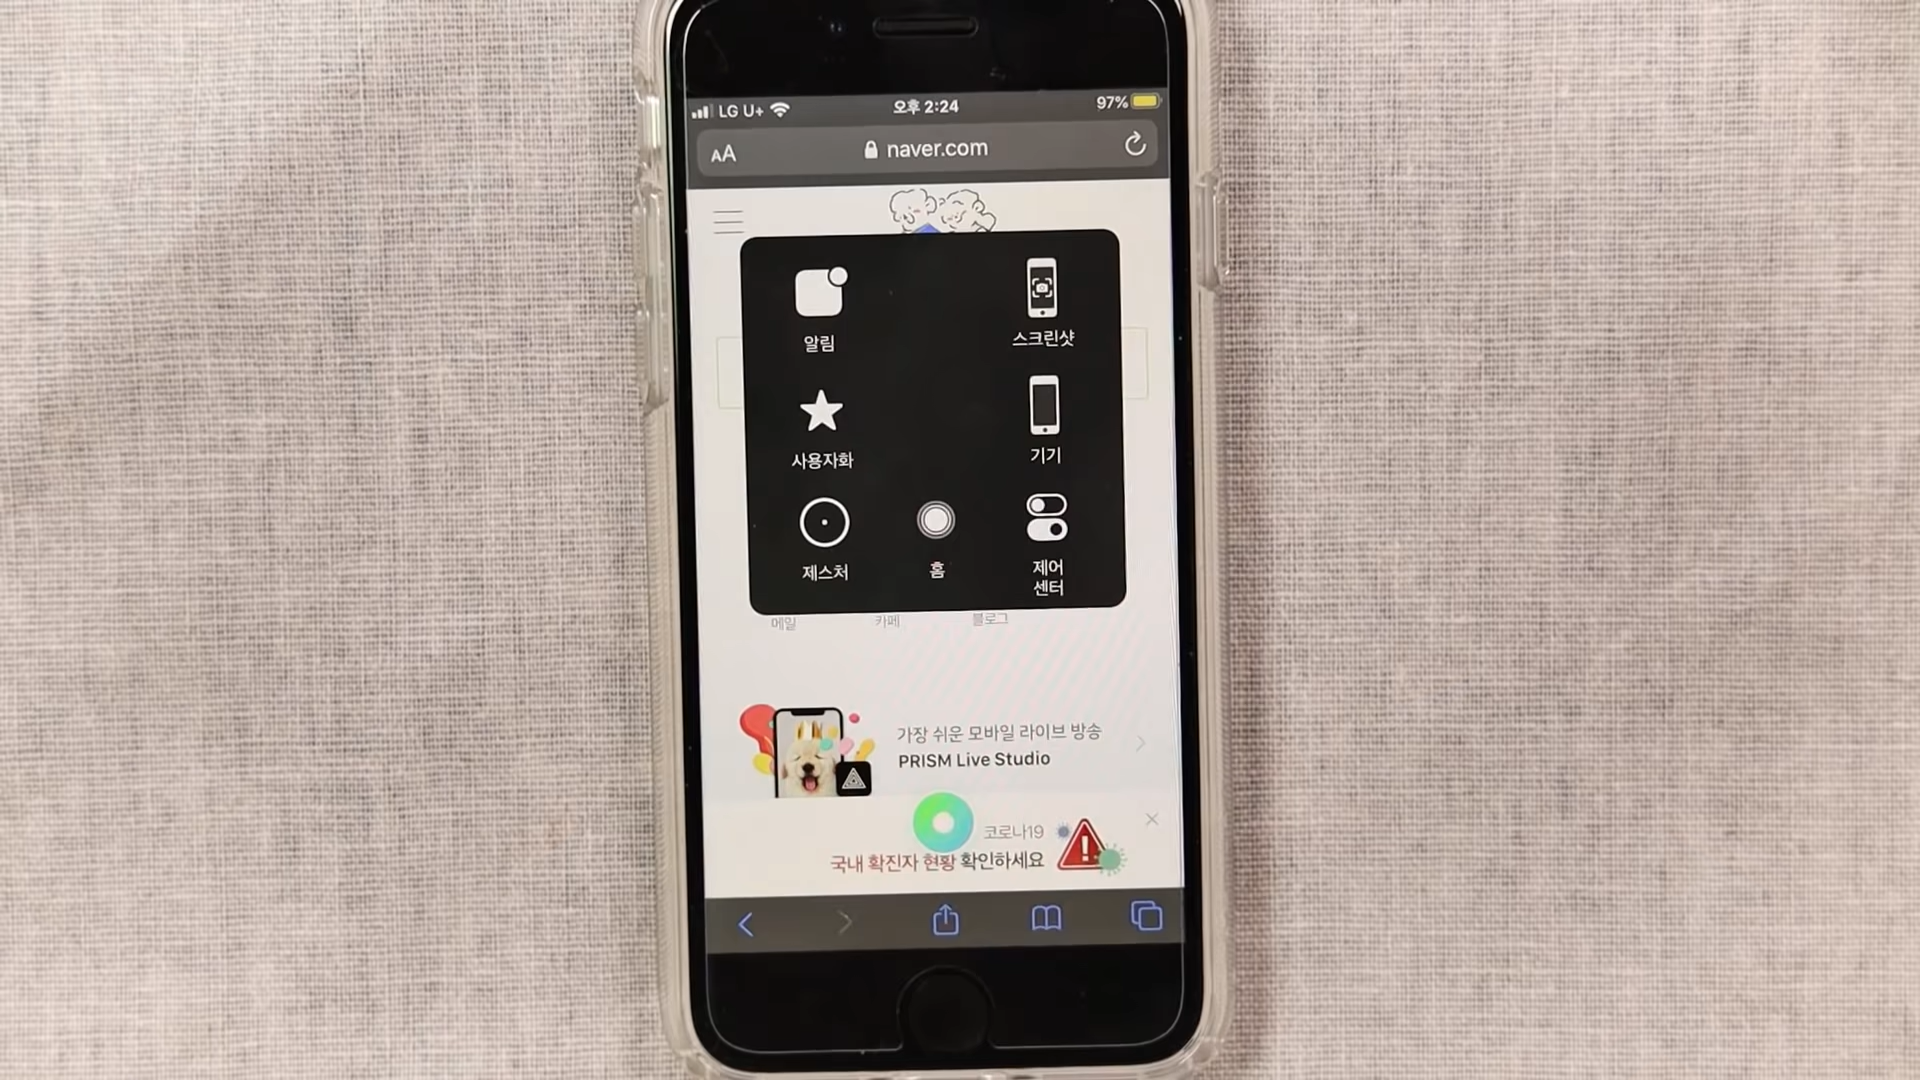 LG U+ 오후 2:24 97%
AA naver.com
알림 스크린샷
사용자화 기기
제스처 홈 제어
센터
메일 카페 블로그
가장 쉬운 모바일 라이브 방송
PRISM Live Studio
코로나19
국내 확진자 현황 확인하세요